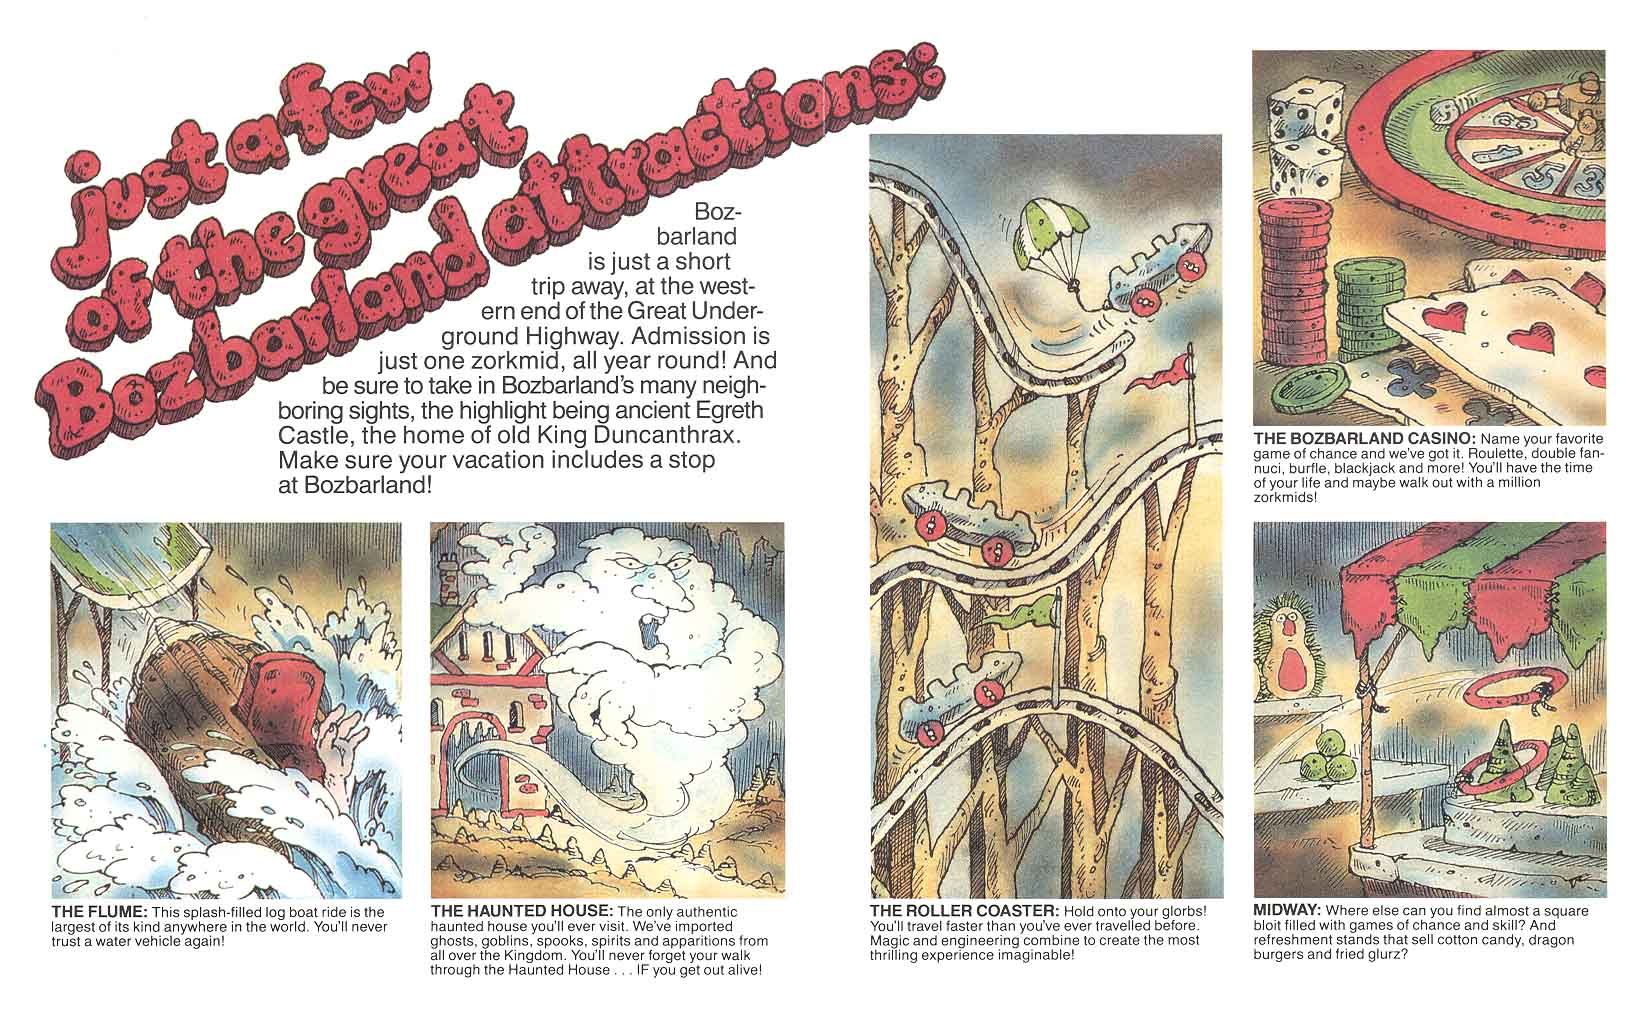 just a few
of the great
Bozbarland attractions:
Boz-
barland
is just a short
trip away, at the west-
ern end of the Great Under-
ground Highway. Admission is
just one zorkmid, all year round! And
be sure to take in Bozbarland's many neigh-
boring sights, the highlight being ancient Egreth
Castle, the home of old King Duncanthrax.
Make sure your vacation includes a stop
at Bozbarland!
THE FLUME: This splash-filled log boat ride is the
largest of its kind anywhere in the world. You'll never
trust a water vehicle again!
THE HAUNTED HOUSE: The only authentic
haunted house you'll ever visit. We've imported
ghosts, goblins, spooks, spirits and apparitions from
all over the Kingdom. You'll never forget your walk
through the Haunted House . . . IF you get out alive!
THE ROLLER COASTER: Hold onto your glorbs!
You'll travel faster than you've ever travelled before.
Magic and engineering combine to create the most
thrilling experience imaginable!
THE BOZBARLAND CASINO: Name your favorite
game of chance and we've got it. Roulette, double fan-
nuci, burfle, blackjack and more! You'll have the time
of your life and maybe walk out with a million
zorkmids!
MIDWAY: Where else can you find almost a square
bloit filled with games of chance and skill? And
refreshment stands that sell cotton candy, dragon
burgers and fried glurz?